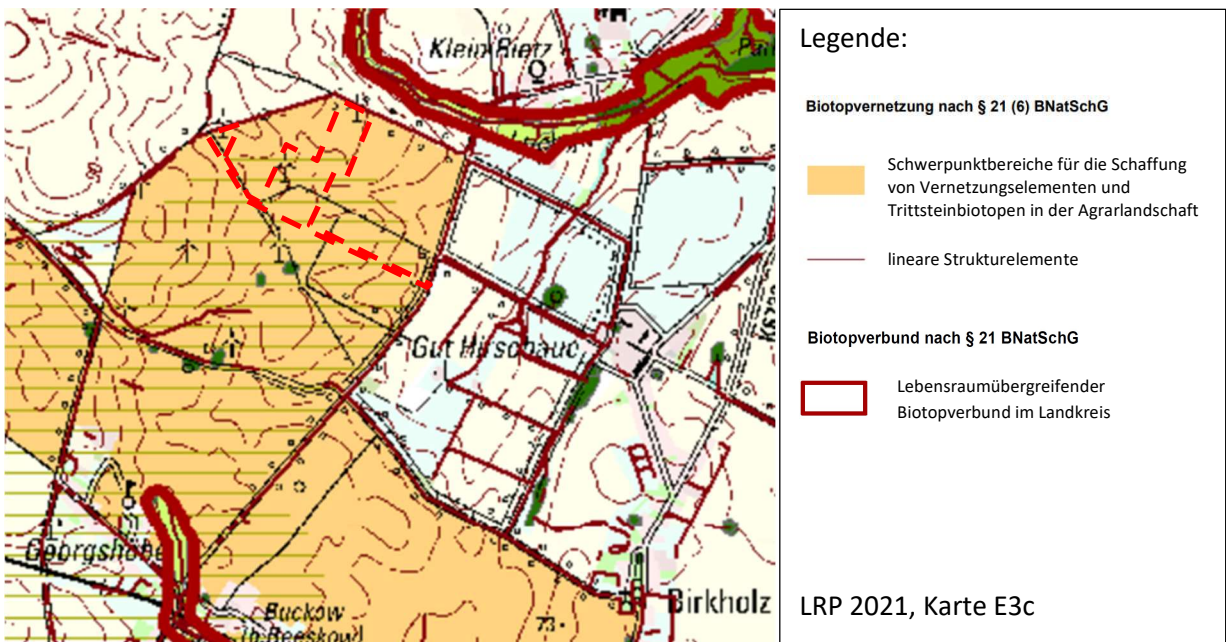 Klein Rietz
Gut Hirschaue
Georgshöhe
Buckow
(b Beeskow)
73
Birkholz
Legende:
Biotopvernetzung nach § 21 (6) BNatSchG
Schwerpunktbereiche für die Schaffung
von Vernetzungselementen und
Trittsteinbiotopen in der Agrarlandschaft
lineare Strukturelemente
Biotopverbund nach § 21 BNatSchG
Lebensraumübergreifender
Biotopverbund im Landkreis
LRP 2021, Karte E3c